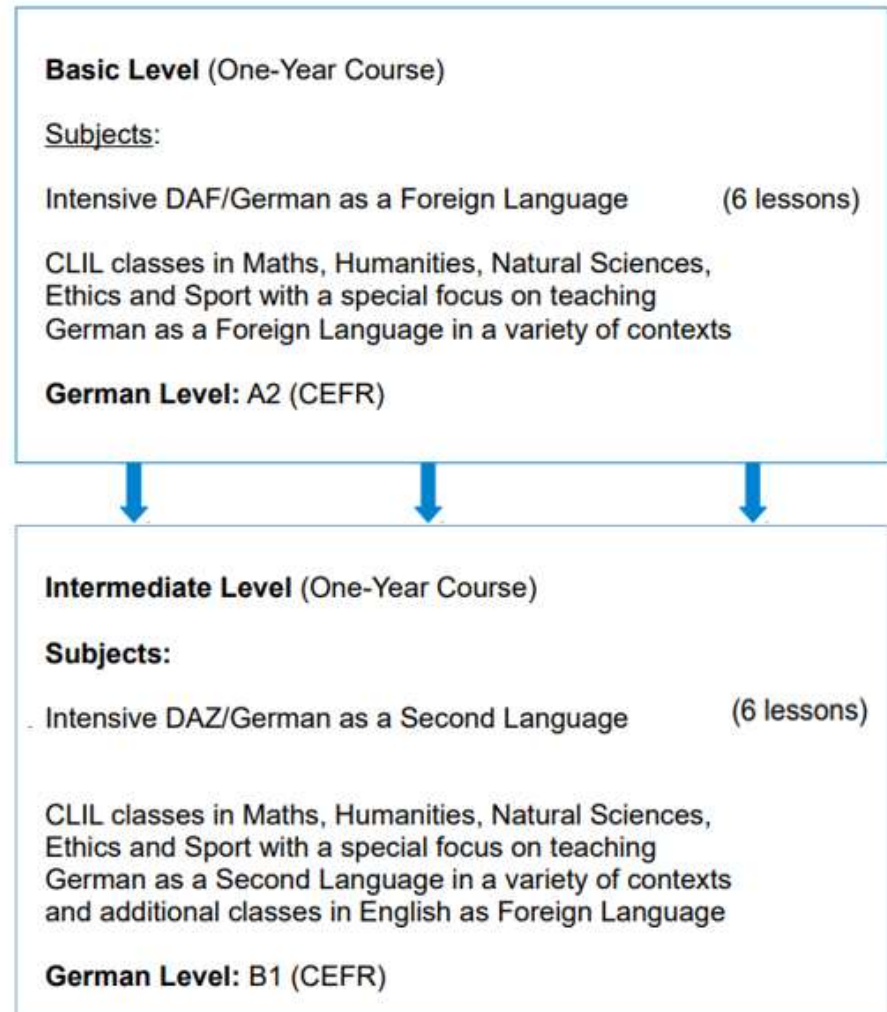 Basic Level (One-Year Course)
Subjects:
Intensive DAF/German as a Foreign Language (6 lessons)
CLIL classes in Maths, Humanities, Natural Sciences,
Ethics and Sport with a special focus on teaching
German as a Foreign Language in a variety of contexts
German Level: A2 (CEFR)
Intermediate Level (One-Year Course)
Subjects:
Intensive DAZ/German as a Second Language (6 lessons)
CLIL classes in Maths, Humanities, Natural Sciences,
Ethics and Sport with a special focus on teaching
German as a Second Language in a variety of contexts
and additional classes in English as Foreign Language
German Level: B1 (CEFR)